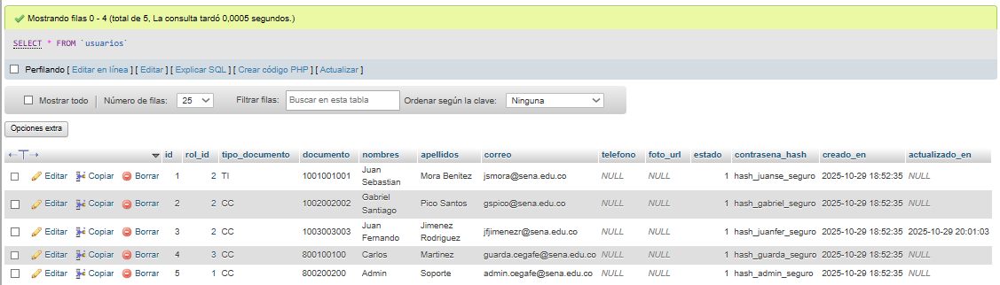 Mostrando filas 0 - 4 (total de 5, La consulta tardó 0,0005 segundos.)
SELECT * FROM `usuarios`
Perfilando [ Editar en línea ] [ Editar ] [ Explicar SQL ] [ Crear código PHP ] [ Actualizar ]
Mostrar todo | Número de filas: 25 Filtrar filas: Buscar en esta tabla Ordenar según la clave: Ninguna
Opciones extra
←T→ id rol_id tipo_documento documento nombres apellidos correo telefono foto_url estado contrasena_hash creado_en actualizado_en
Editar Copiar Borrar 1 2 TI 1001001001 Juan Sebastian Mora Benitez jsmora@sena.edu.co NULL NULL 1 hash_juanse_seguro 2025-10-29 18:52:35 NULL
Editar Copiar Borrar 2 2 CC 1002002002 Gabriel Santiago Pico Santos gspico@sena.edu.co NULL NULL 1 hash_gabriel_seguro 2025-10-29 18:52:35 NULL
Editar Copiar Borrar 3 2 CC 1003003003 Juan Fernando Jimenez Rodriguez jfjimenezr@sena.edu.co NULL NULL 1 hash_juanfer_seguro 2025-10-29 18:52:35 2025-10-29 20:01:03
Editar Copiar Borrar 4 3 CC 800100100 Carlos Martinez guarda.cegafe@sena.edu.co NULL NULL 1 hash_guarda_seguro 2025-10-29 18:52:35 NULL
Editar Copiar Borrar 5 1 CC 800200200 Admin Soporte admin.cegafe@sena.edu.co NULL NULL 1 hash_admin_seguro 2025-10-29 18:52:35 NULL